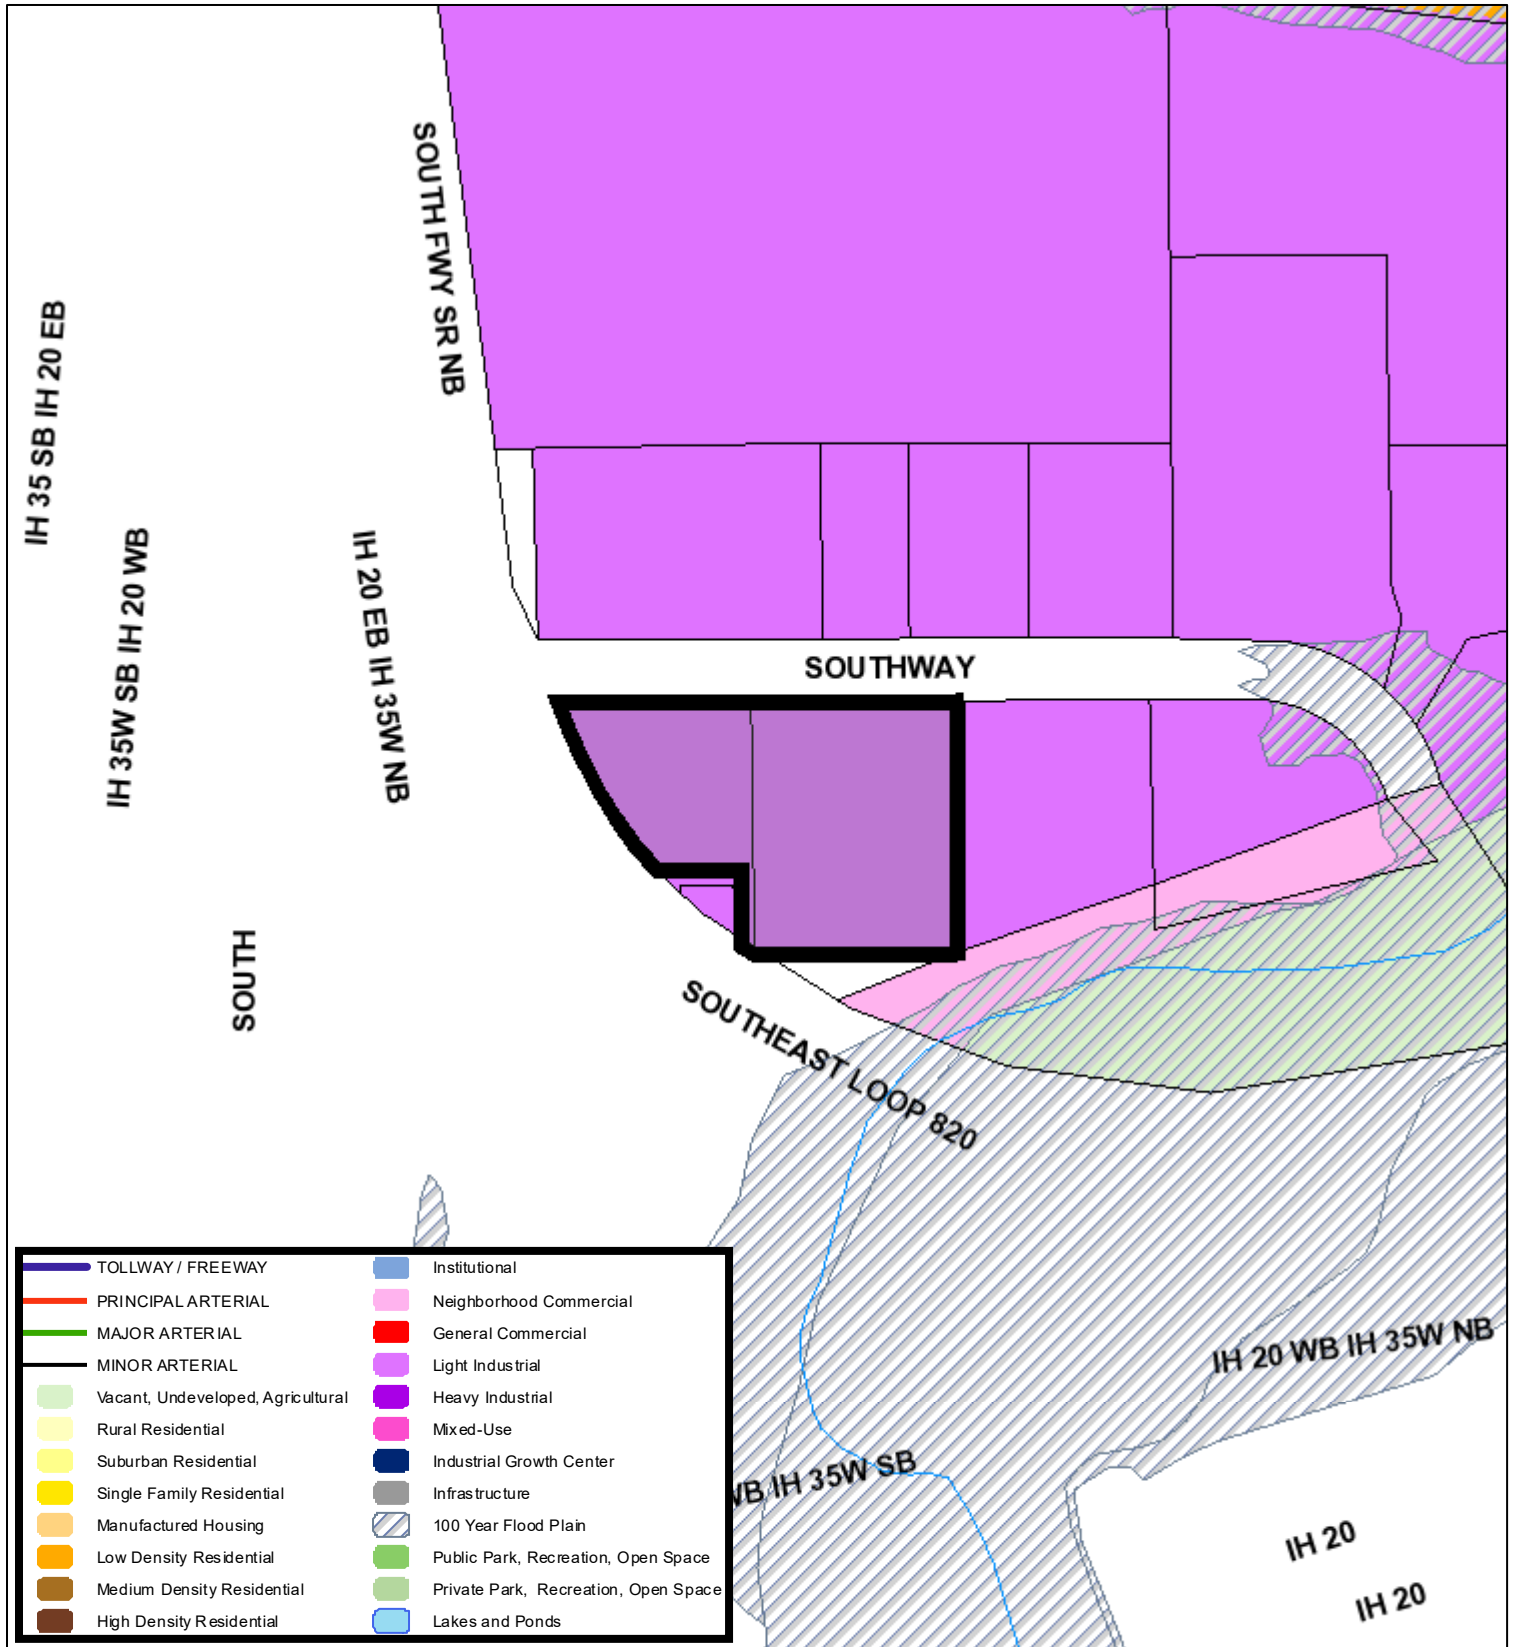 SOUTH FWY SR NB
IH 35 SB IH 20 EB
IH 35W SB IH 20 WB
IH 20 EB IH 35W NB
SOUTHWAY
SOUTH
SOUTHEAST LOOP 820
IH 20 WB IH 35W NB
WB IH 35W SB
IH 20
IH 20
TOLLWAY / FREEWAY
PRINCIPAL ARTERIAL
MAJOR ARTERIAL
MINOR ARTERIAL
Vacant, Undeveloped, Agricultural
Rural Residential
Suburban Residential
Single Family Residential
Manufactured Housing
Low Density Residential
Medium Density Residential
High Density Residential
Institutional
Neighborhood Commercial
General Commercial
Light Industrial
Heavy Industrial
Mixed-Use
Industrial Growth Center
Infrastructure
100 Year Flood Plain
Public Park, Recreation, Open Space
Private Park, Recreation, Open Space
Lakes and Ponds